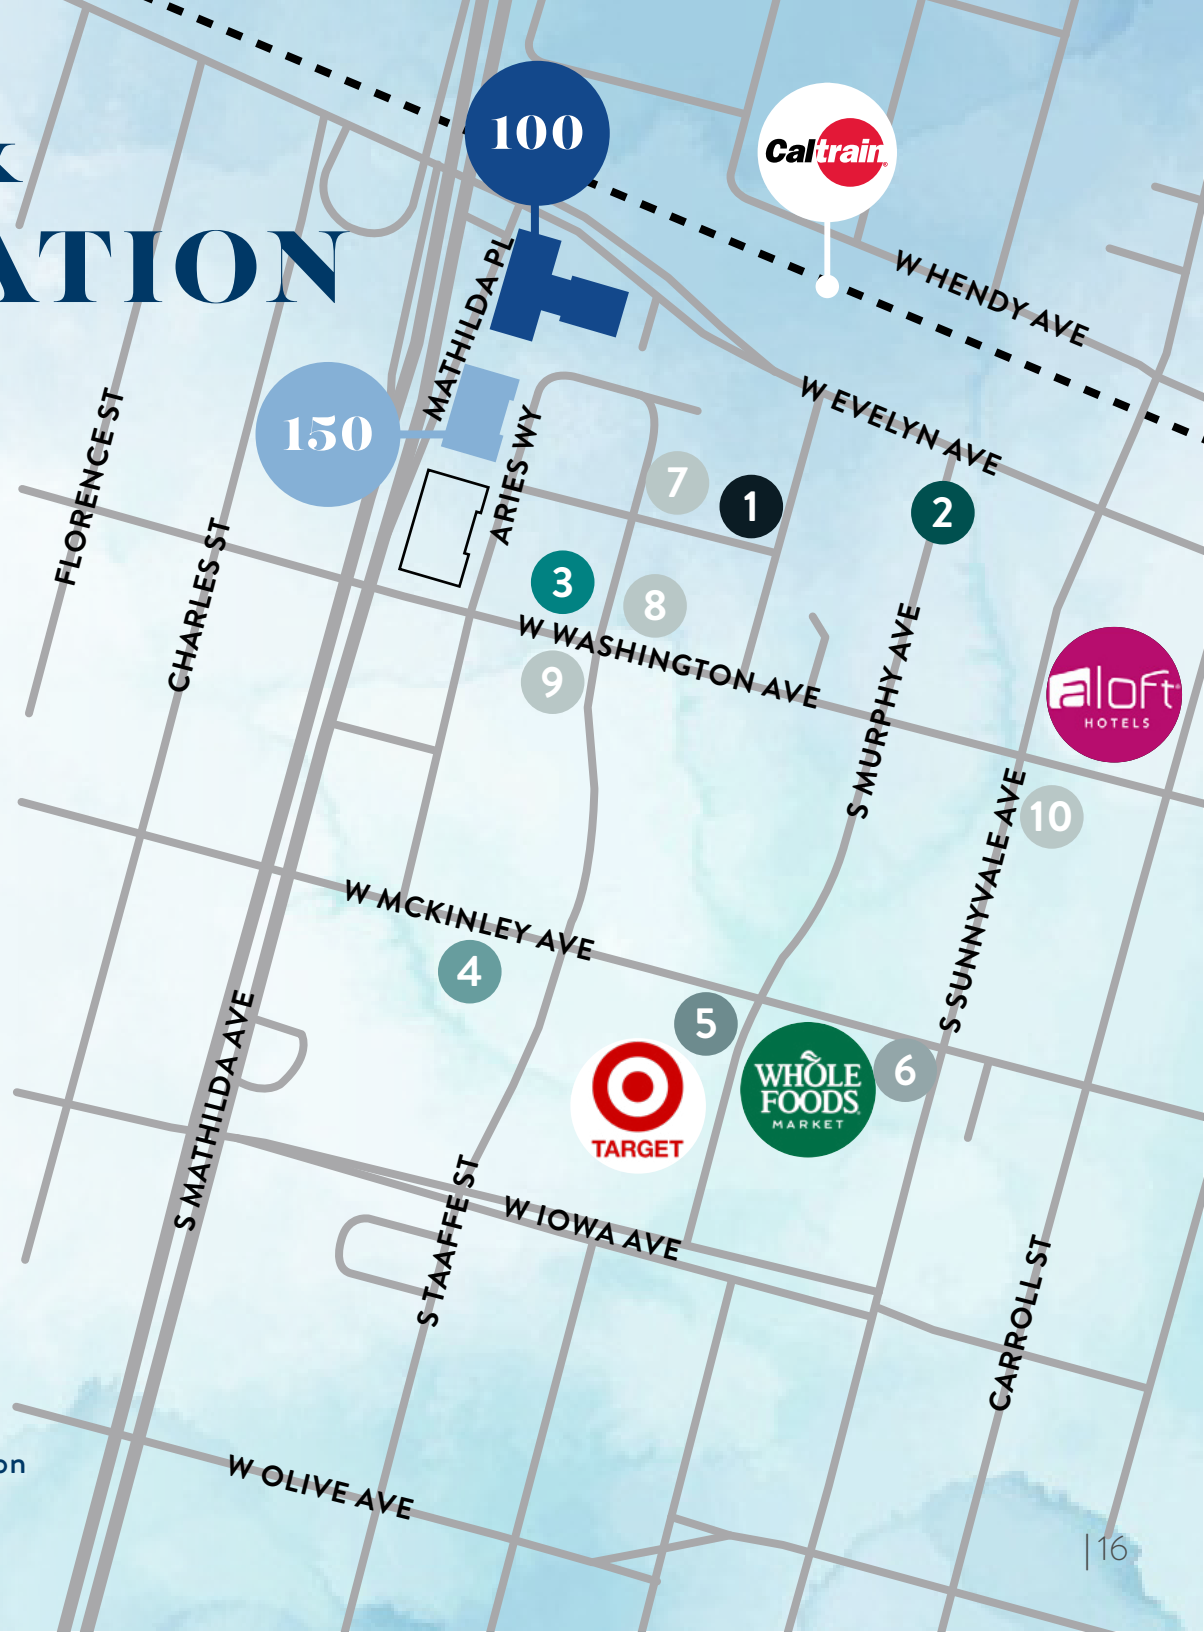 100
Caltrain
ATION
W HENDY AVE
MATHILDA PL
150
W EVELYN AVE
FLORENCE ST
ARIES WY
7
1
2
CHARLES ST
3
8
W WASHINGTON AVE
9
S MURPHY AVE
aloft
HOTELS
10
S SUNNYVALE AVE
W MCKINLEY AVE
4
5
6
WHOLE
FOODS
MARKET
TARGET
S MATHILDA AVE
S TAAFFE ST
W IOWA AVE
CARROLL ST
on
W OLIVE AVE
|16